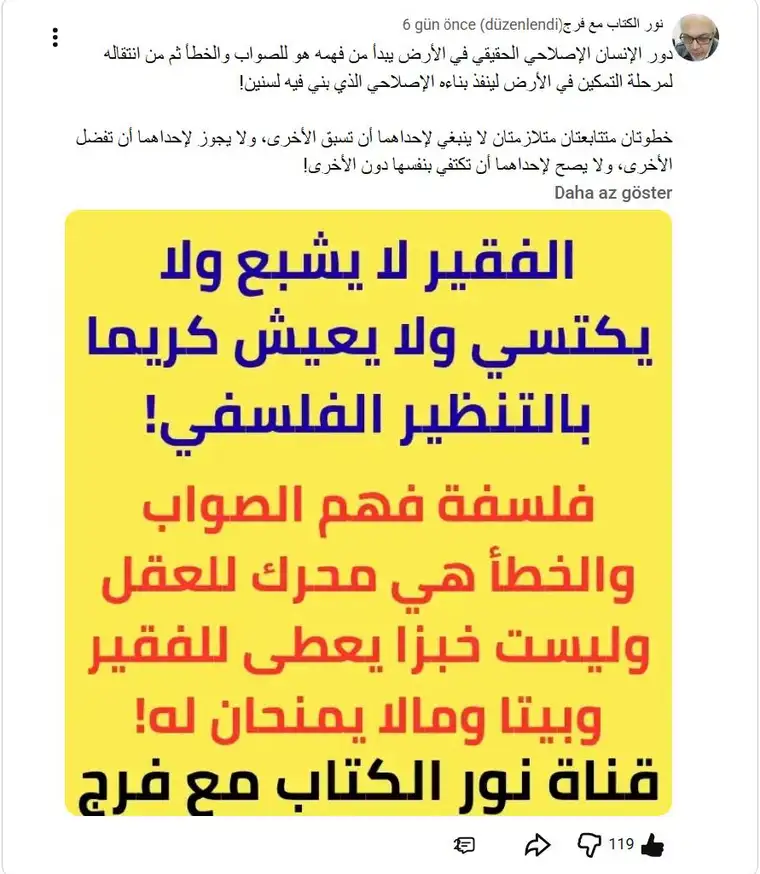 نور الكتاب مع فرج 6 gün önce (düzenlendi)
دور الإنسان الإصلاحي الحقيقي في الأرض يبدأ من فهمه هو للصواب والخطأ ثم من انتقاله
لمرحلة التمكين في الأرض لينفذ بناءه الإصلاحي الذي بني فيه لسنين!
خطوتان متتابعتان متلازمتان لا ينبغي لإحداهما أن تسبق الأخرى، ولا يجوز لإحداهما أن تفضل
الأخرى، ولا يصح لإحداهما أن تكتفي بنفسها دون الأخرى!
Daha az göster
الفقير لا يشبع ولا
يكتسي ولا يعيش كريما
بالتنظير الفلسفي!
فلسفة فهم الصواب
والخطأ هي محرك للعقل
وليست خبزا يعطى للفقير
وبيتا ومالا يمنحان له!
قناة نور الكتاب مع فرج
119
2